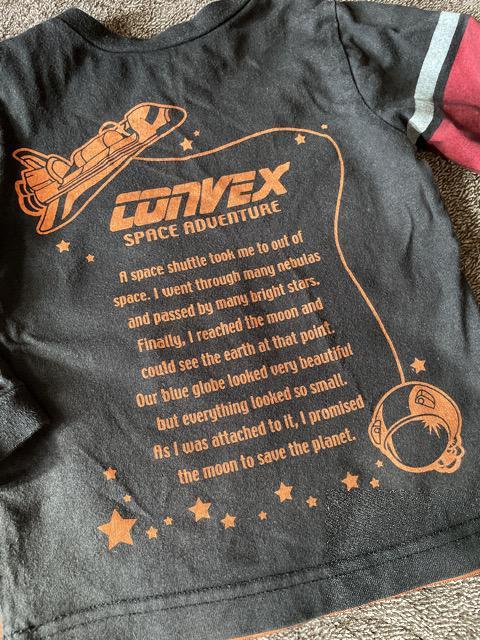 CONVEX
SPACE ADVENTURE
A space shuttle took me to out of
space. I went through many nebulas
and passed by many bright stars.
Finally, I reached the moon and
could see the earth at that point.
Our blue globe looked very beautiful
but everything looked so small.
As I was attached to it, I promised
the moon to save the planet.